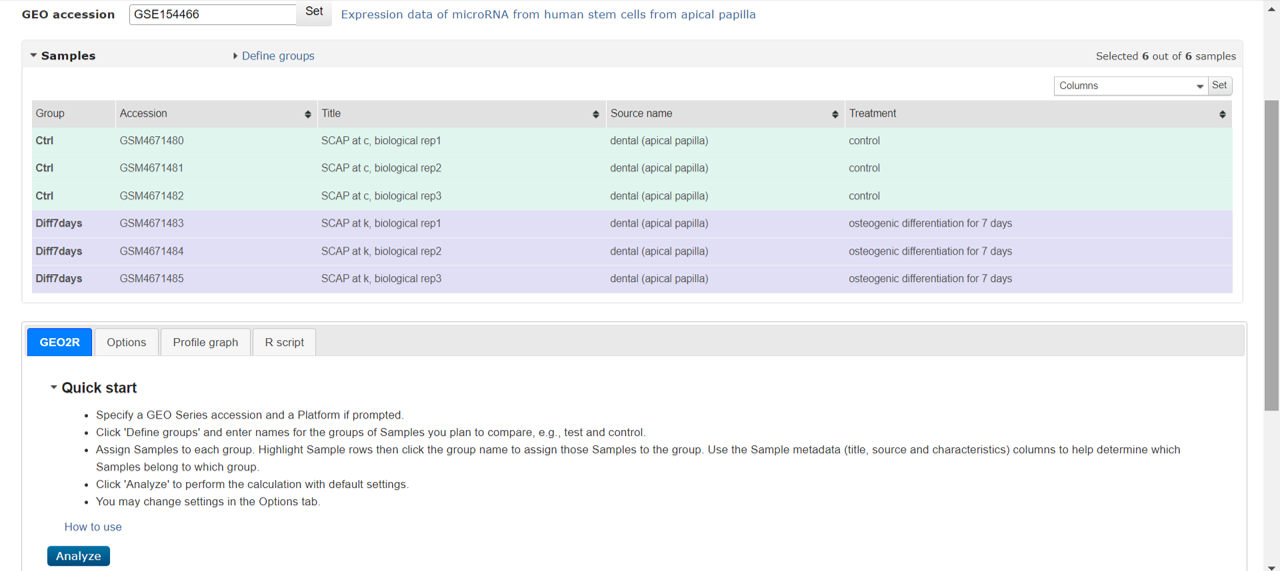 GEO accession GSE154466 Set Expression data of microRNA from human stem cells from apical papilla
Samples Define groups Selected 6 out of 6 samples
Columns Set
Group Accession Title Source name Treatment
Ctrl GSM4671480 SCAP at c, biological rep1 dental (apical papilla) control
Ctrl GSM4671481 SCAP at c, biological rep2 dental (apical papilla) control
Ctrl GSM4671482 SCAP at c, biological rep3 dental (apical papilla) control
Diff7days GSM4671483 SCAP at k, biological rep1 dental (apical papilla) osteogenic differentiation for 7 days
Diff7days GSM4671484 SCAP at k, biological rep2 dental (apical papilla) osteogenic differentiation for 7 days
Diff7days GSM4671485 SCAP at k, biological rep3 dental (apical papilla) osteogenic differentiation for 7 days
GEO2R Options Profile graph R script
Quick start
• Specify a GEO Series accession and a Platform if prompted.
• Click 'Define groups' and enter names for the groups of Samples you plan to compare, e.g., test and control.
• Assign Samples to each group. Highlight Sample rows then click the group name to assign those Samples to the group. Use the Sample metadata (title, source and characteristics) columns to help determine which
Samples belong to which group.
• Click 'Analyze' to perform the calculation with default settings.
• You may change settings in the Options tab.
How to use
Analyze